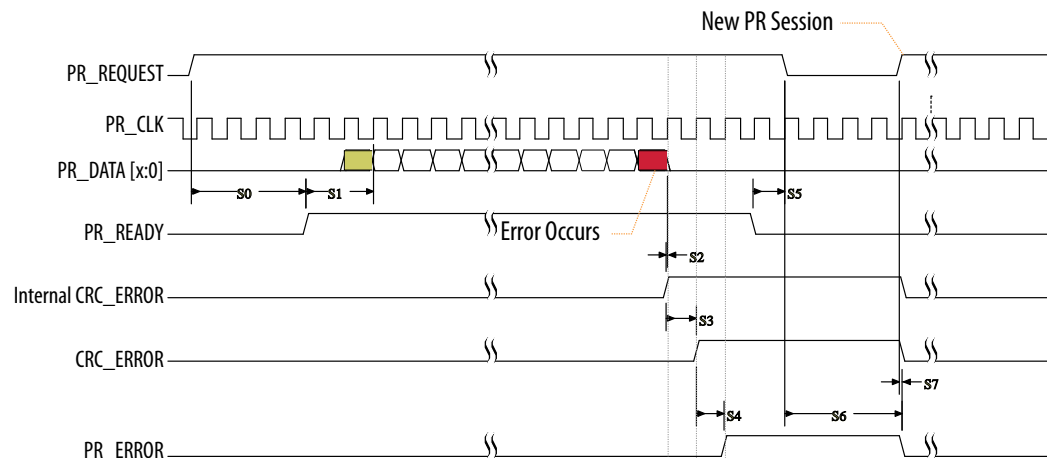 New PR Session
PR_REQUEST
PR_CLK
PR_DATA [x:0]
S0
S1
S5
PR_READY
Error Occurs
S2
Internal CRC_ERROR
S3
CRC_ERROR
S7
S4
S6
PR_ERROR